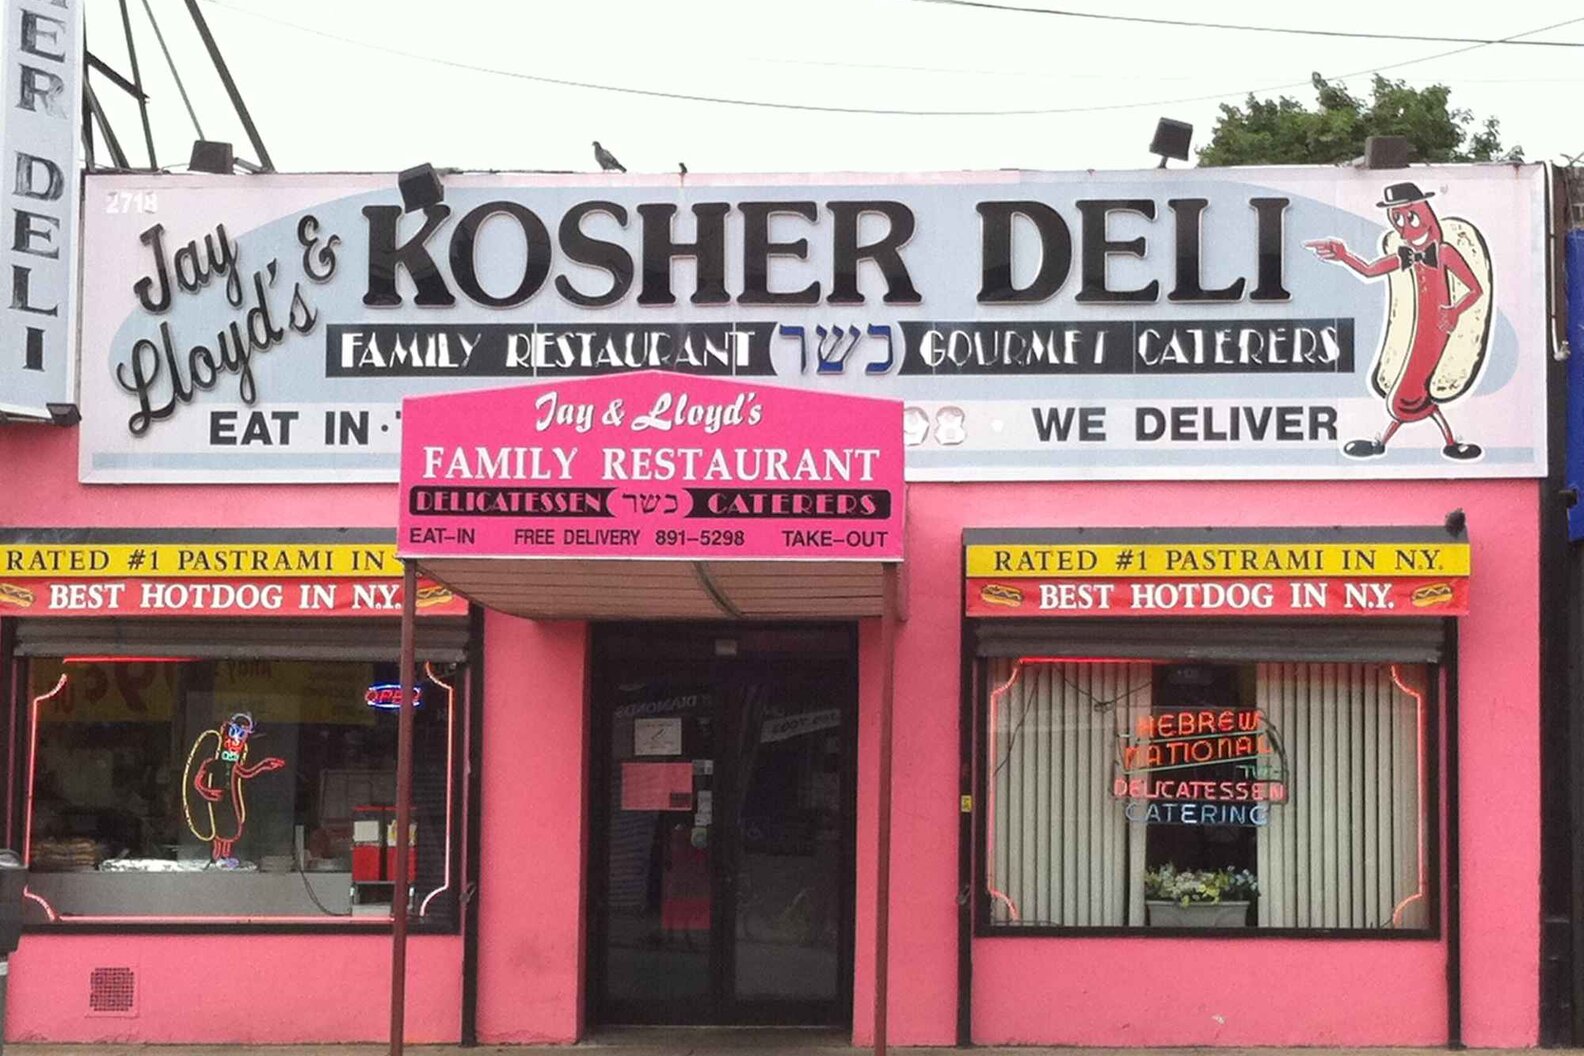 ER DELI
2718
Jay & Lloyd's
KOSHER DELI
FAMILY RESTAURANT (כשר) GOURMET CATERERS
EAT IN · 98 · WE DELIVER
Jay & Lloyd's
FAMILY RESTAURANT
DELICATESSEN (כשר) CATERERS
EAT-IN FREE DELIVERY 891-5298 TAKE-OUT
RATED #1 PASTRAMI IN
BEST HOTDOG IN N.Y.
RATED #1 PASTRAMI IN N.Y.
BEST HOTDOG IN N.Y.
OPEN
HEBREW
NATIONAL
DELICATESSEN
CATERING